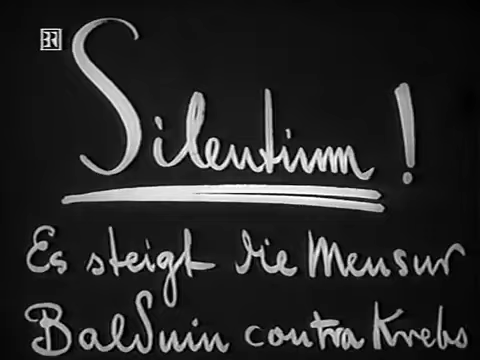 BR
Silentium!
Es steigt die Mensur
Balduin contra Krebs